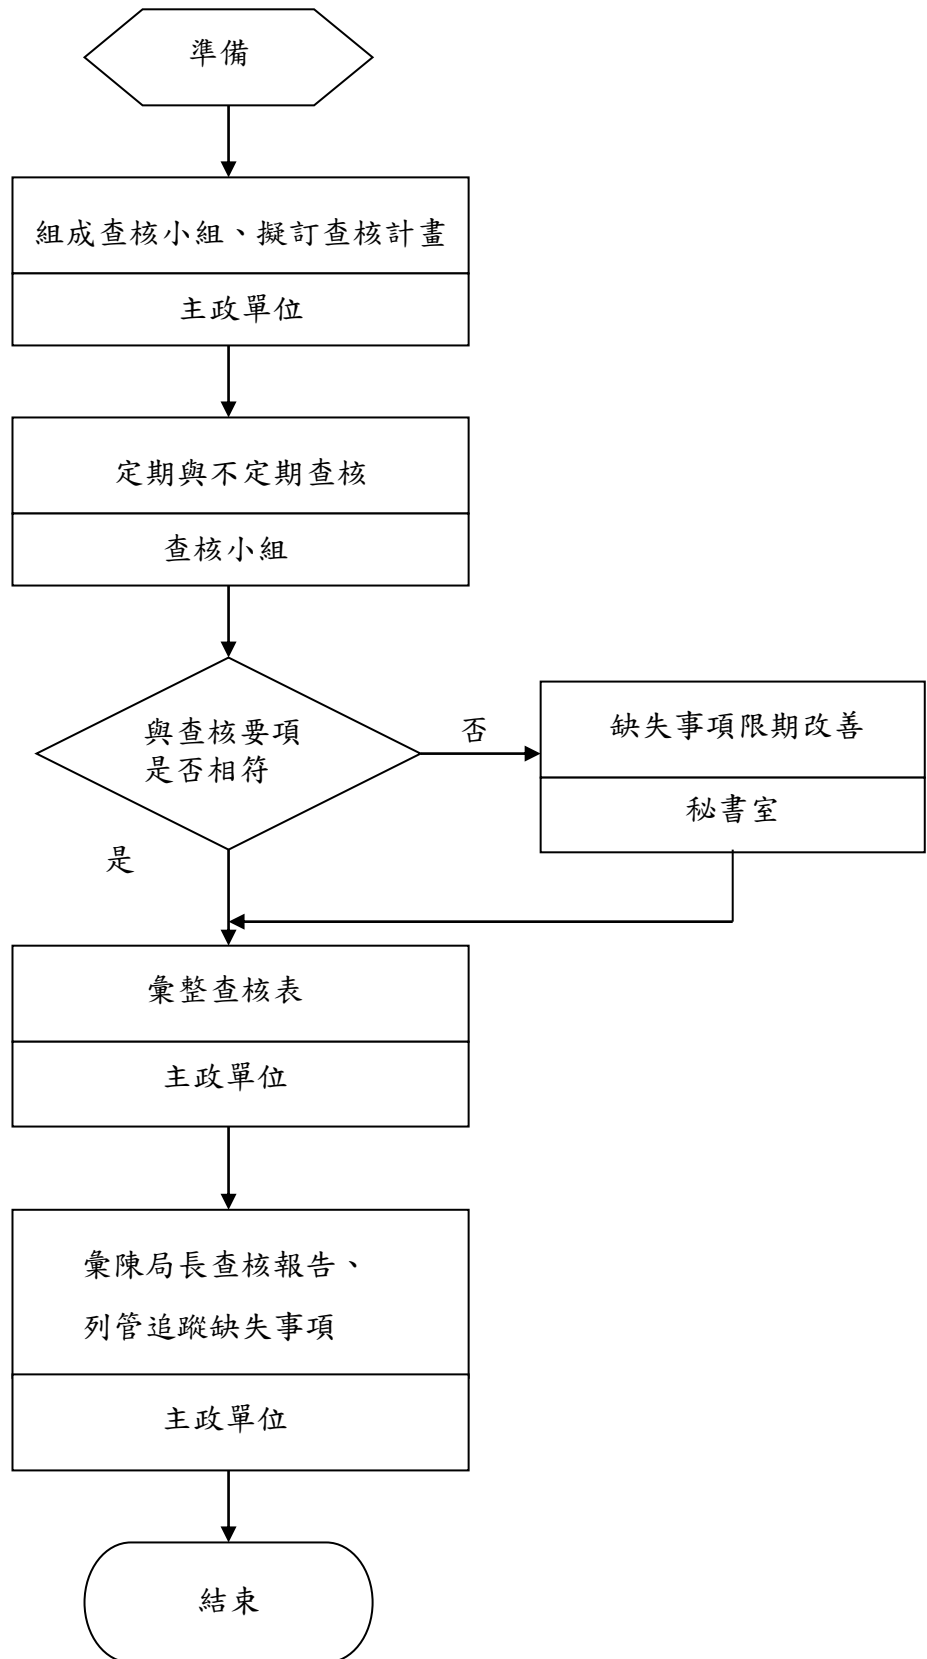 準備
組成查核小組、擬訂查核計畫
主政單位
定期與不定期查核
查核小組
與查核要項
是否相符
否
缺失事項限期改善
秘書室
是
彙整查核表
主政單位
彙陳局長查核報告、
列管追蹤缺失事項
主政單位
結束